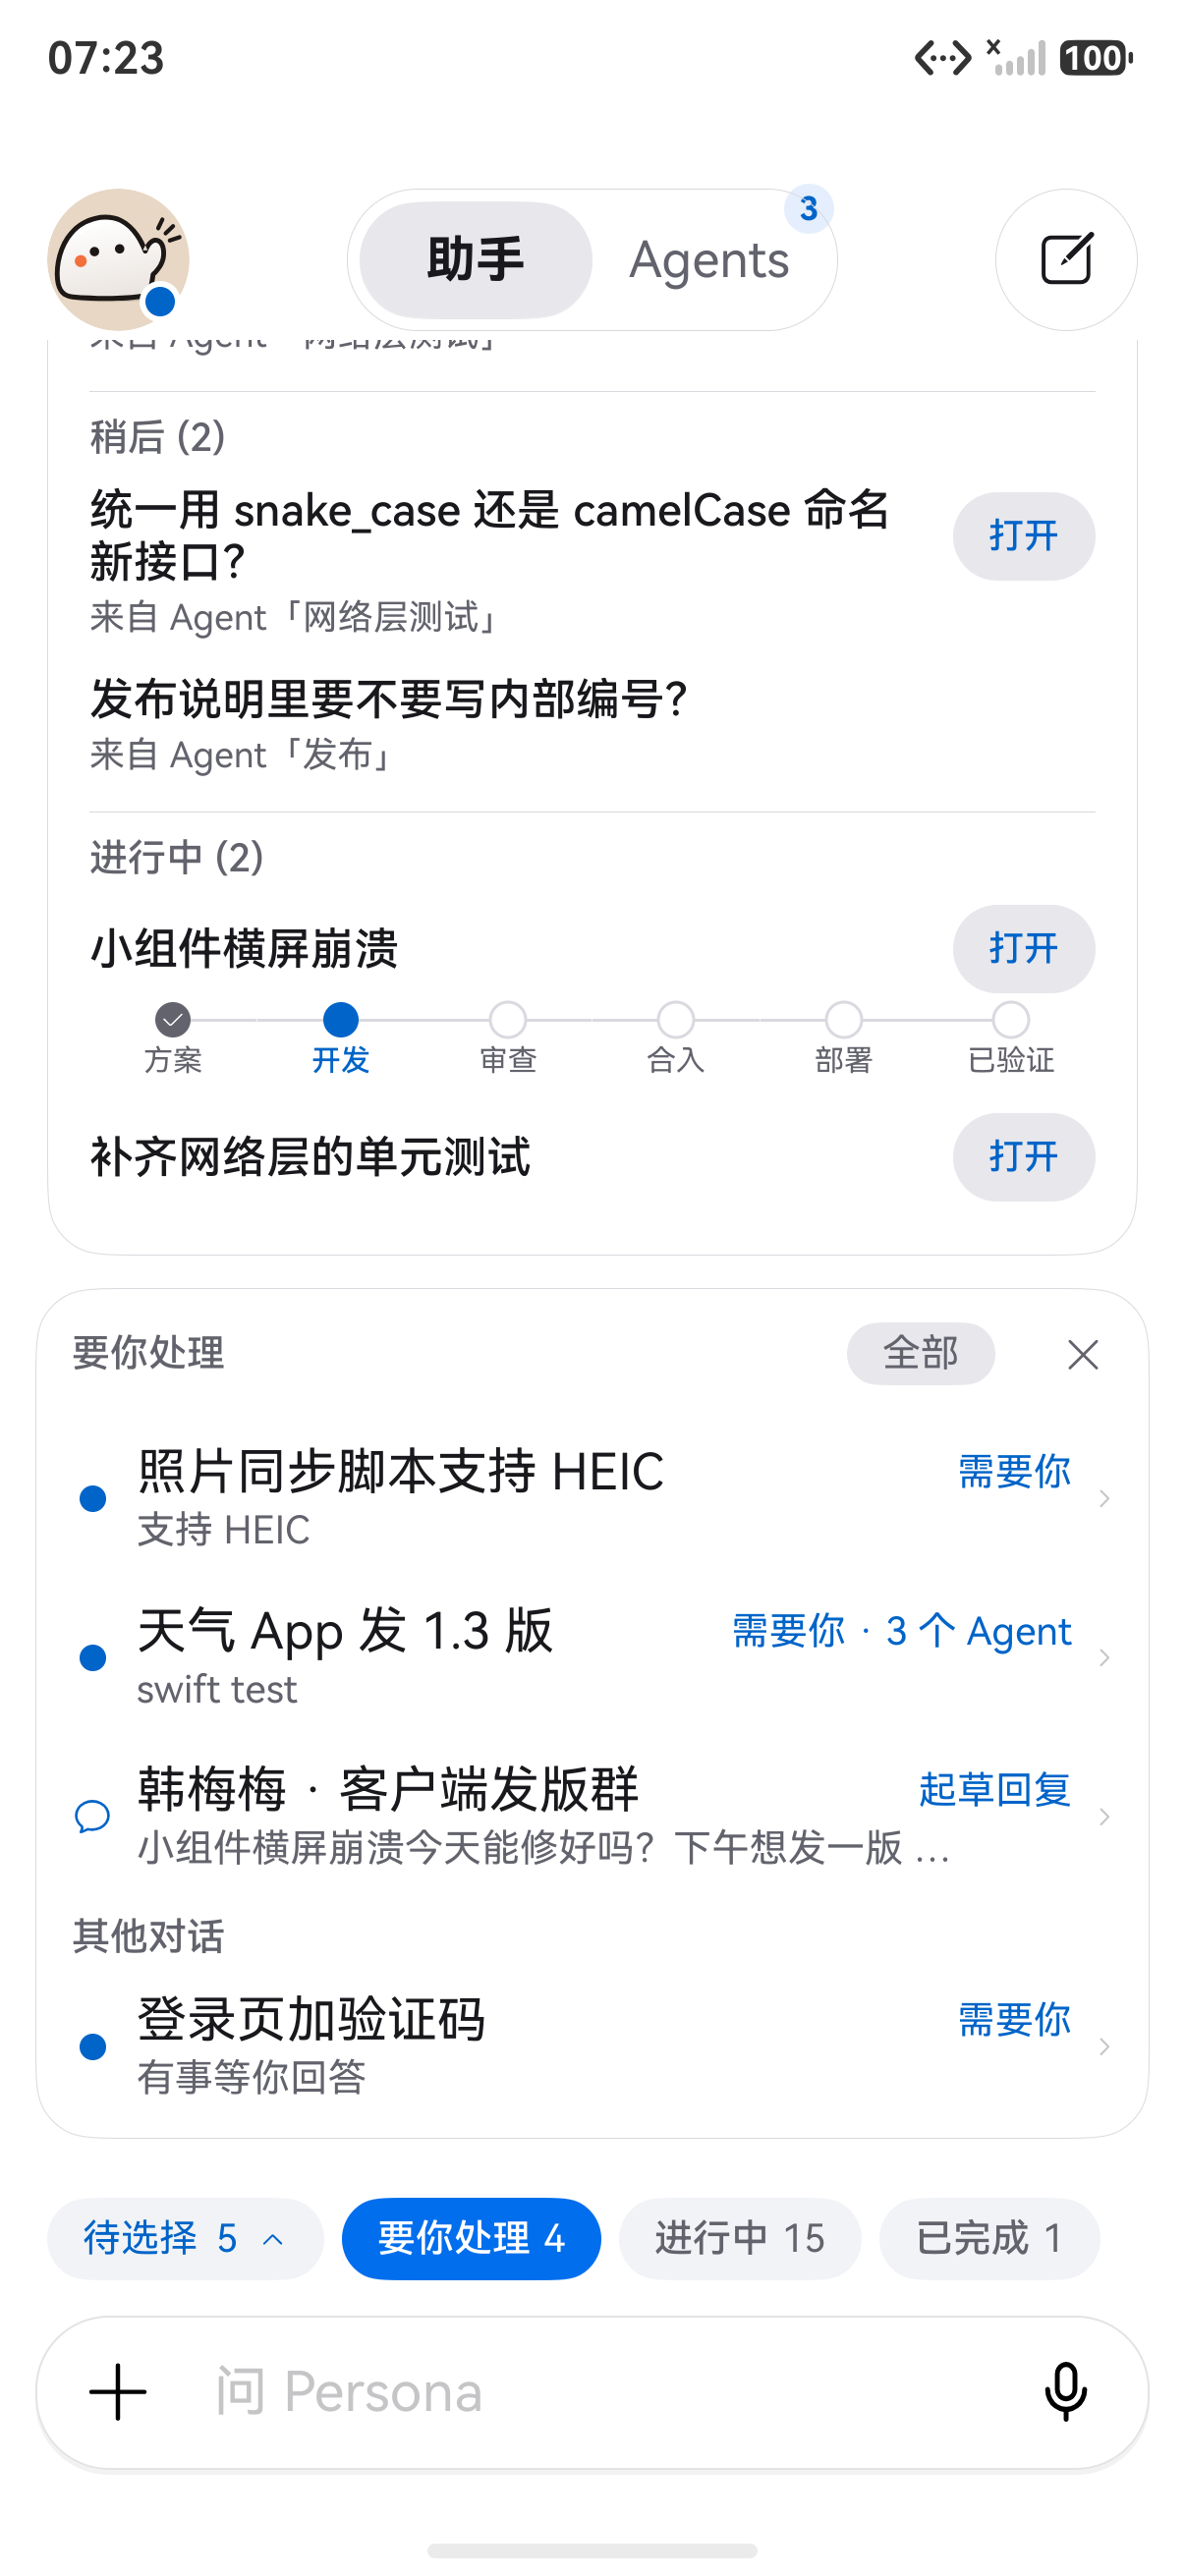 07:23
100
助手
Agents
3
来自 Agent「网络层测试」
稍后 (2)
统一用 snake_case 还是 camelCase 命名
新接口？
打开
来自 Agent「网络层测试」
发布说明里要不要写内部编号？
来自 Agent「发布」
进行中 (2)
小组件横屏崩溃
打开
方案
开发
审查
合入
部署
已验证
补齐网络层的单元测试
打开
要你处理
全部
照片同步脚本支持 HEIC
需要你
支持 HEIC
天气 App 发 1.3 版
需要你 · 3 个 Agent
swift test
韩梅梅 · 客户端发版群
起草回复
小组件横屏崩溃今天能修好吗？下午想发一版 …
其他对话
登录页加验证码
需要你
有事等你回答
待选择 5
要你处理 4
进行中 15
已完成 1
问 Persona